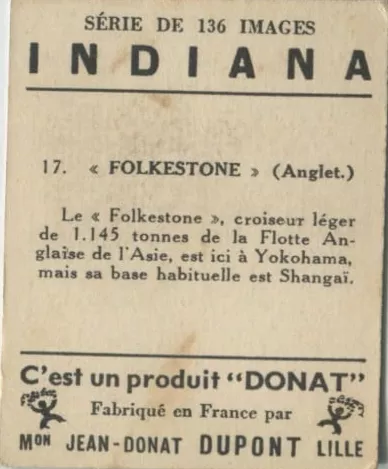 SÉRIE DE 136 IMAGES
INDIANA
17. « FOLKESTONE » (Anglet.)
Le « Folkestone », croiseur léger
de 1.145 tonnes de la Flotte An-
glaise de l'Asie, est ici à Yokohama,
mais sa base habituelle est Shangaï.
C'est un produit "DONAT"
Fabriqué en France par
MON JEAN-DONAT DUPONT LILLE